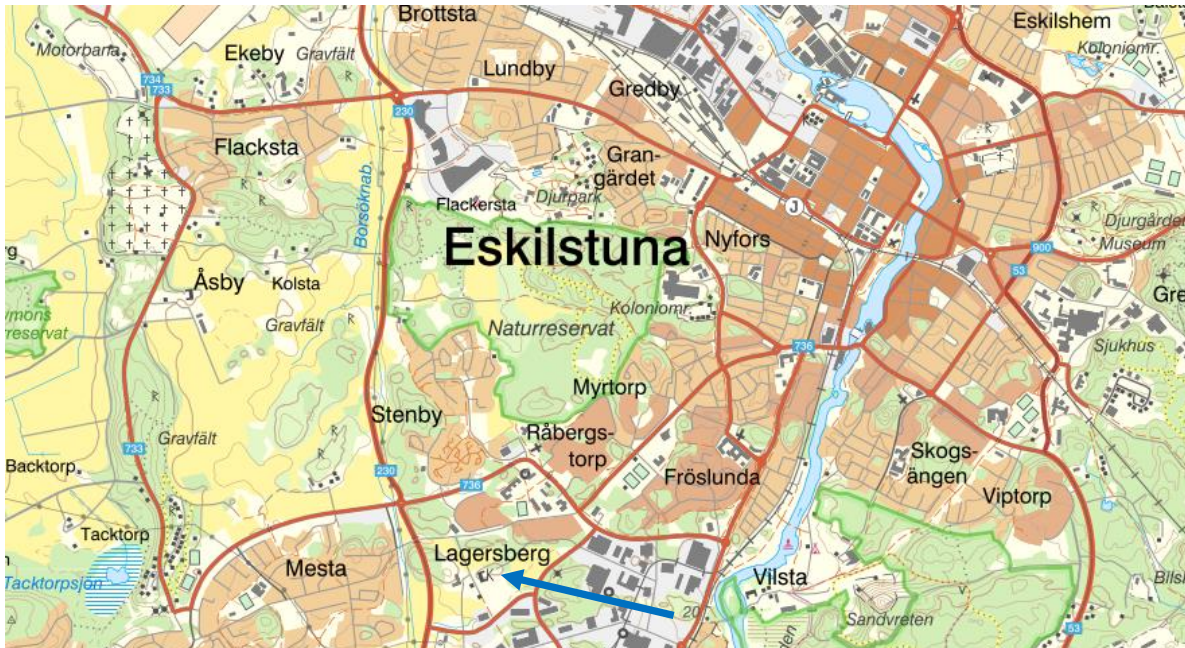 Brottsta
Eskilshem
Motorbana
Ekeby
Gravfält
Koloniomr.
Lundby
Gredby
734
733
230
Flacksta
Gran-
gärdet
Borsöknab
Flackersta
Djurpark
J
Eskilstuna
Nyfors
Djurgården
Museum
900
53
Åsby
Kolsta
Gre
Gravfält
Koloniomr.
Naturreservat
reservat
736
Sjukhus
Myrtorp
Stenby
Råbergs-
torp
Gravfält
733
Backtorp
230
736
Fröslunda
Skogs-
ängen
Viptorp
Tacktorp
Lagersberg
Mesta
Tacktorpsjön
Vilsta
20
Sandvreten
53